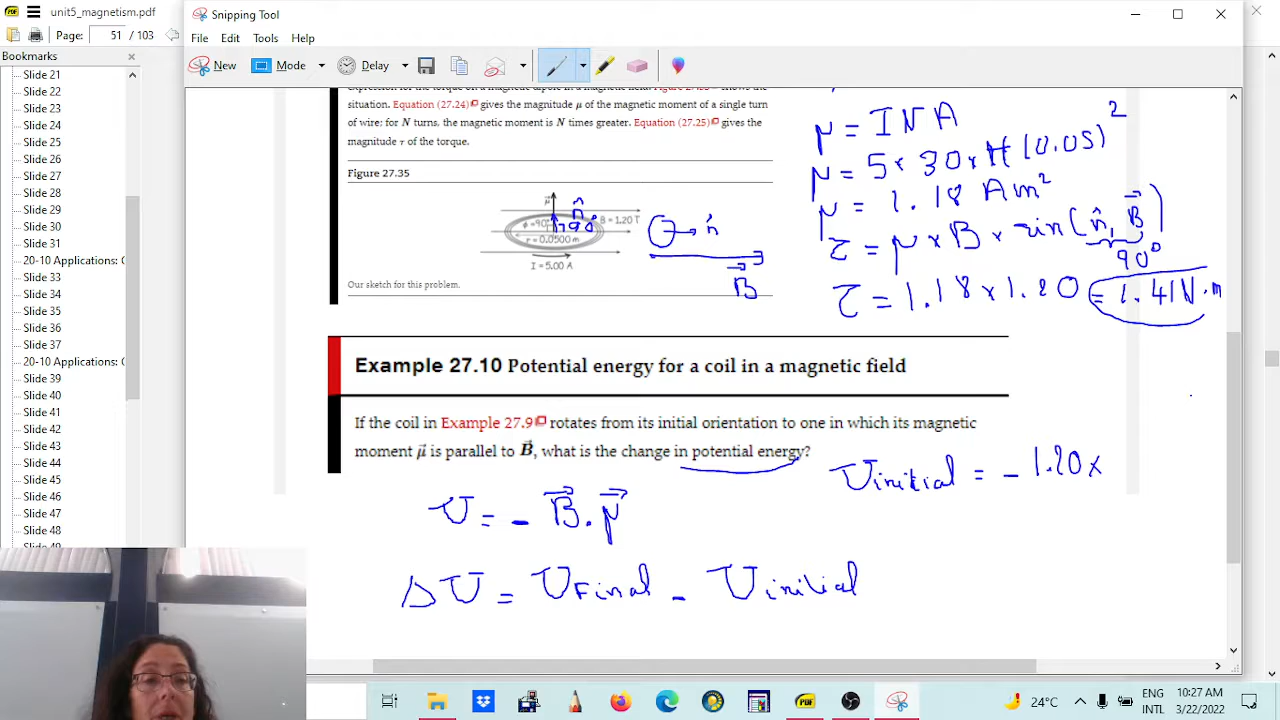 unit5_magnetism.pdf
Snipping Tool
File Edit Tools Help
Page: 51 / 103
New Mode Delay
Bookmarks
Slide 21
Slide 22
Slide 23
Slide 24
Slide 25
Slide 26
Slide 27
Slide 28
Slide 29
Slide 30
Slide 31
20-10 Applications: (
Slide 33
Slide 34
Slide 35
Slide 36
Slide 37
20-10 Applications: (
Slide 39
Slide 40
Slide 41
Slide 42
Slide 43
Slide 44
Slide 45
Slide 46
Slide 47
Slide 48
situation. Equation (27.24) gives the magnitude μ of the magnetic moment of a single turn
of wire; for N turns, the magnetic moment is N times greater. Equation (27.25) gives the
magnitude τ of the torque.
Figure 27.35
B = 1.20 T
r = 0.0500 m
I = 5.00 A
n̂
90°
n̂
B⃗
Our sketch for this problem.
μ = I N A
μ = 5 × 30 × π (0.05)²
μ = 1.18 Am²
τ = μ × B × sin(n̂, B⃗)
90°
τ = 1.18 × 1.20 = 1.41 N.m
Example 27.10 Potential energy for a coil in a magnetic field
If the coil in Example 27.9 rotates from its initial orientation to one in which its magnetic
moment μ⃗ is parallel to B⃗, what is the change in potential energy?
U initial = - 1.20 x
U = - B⃗ . μ⃗
Δ U = U Final - U initial
24°C ENG 10:27 AM
INTL 3/22/2022